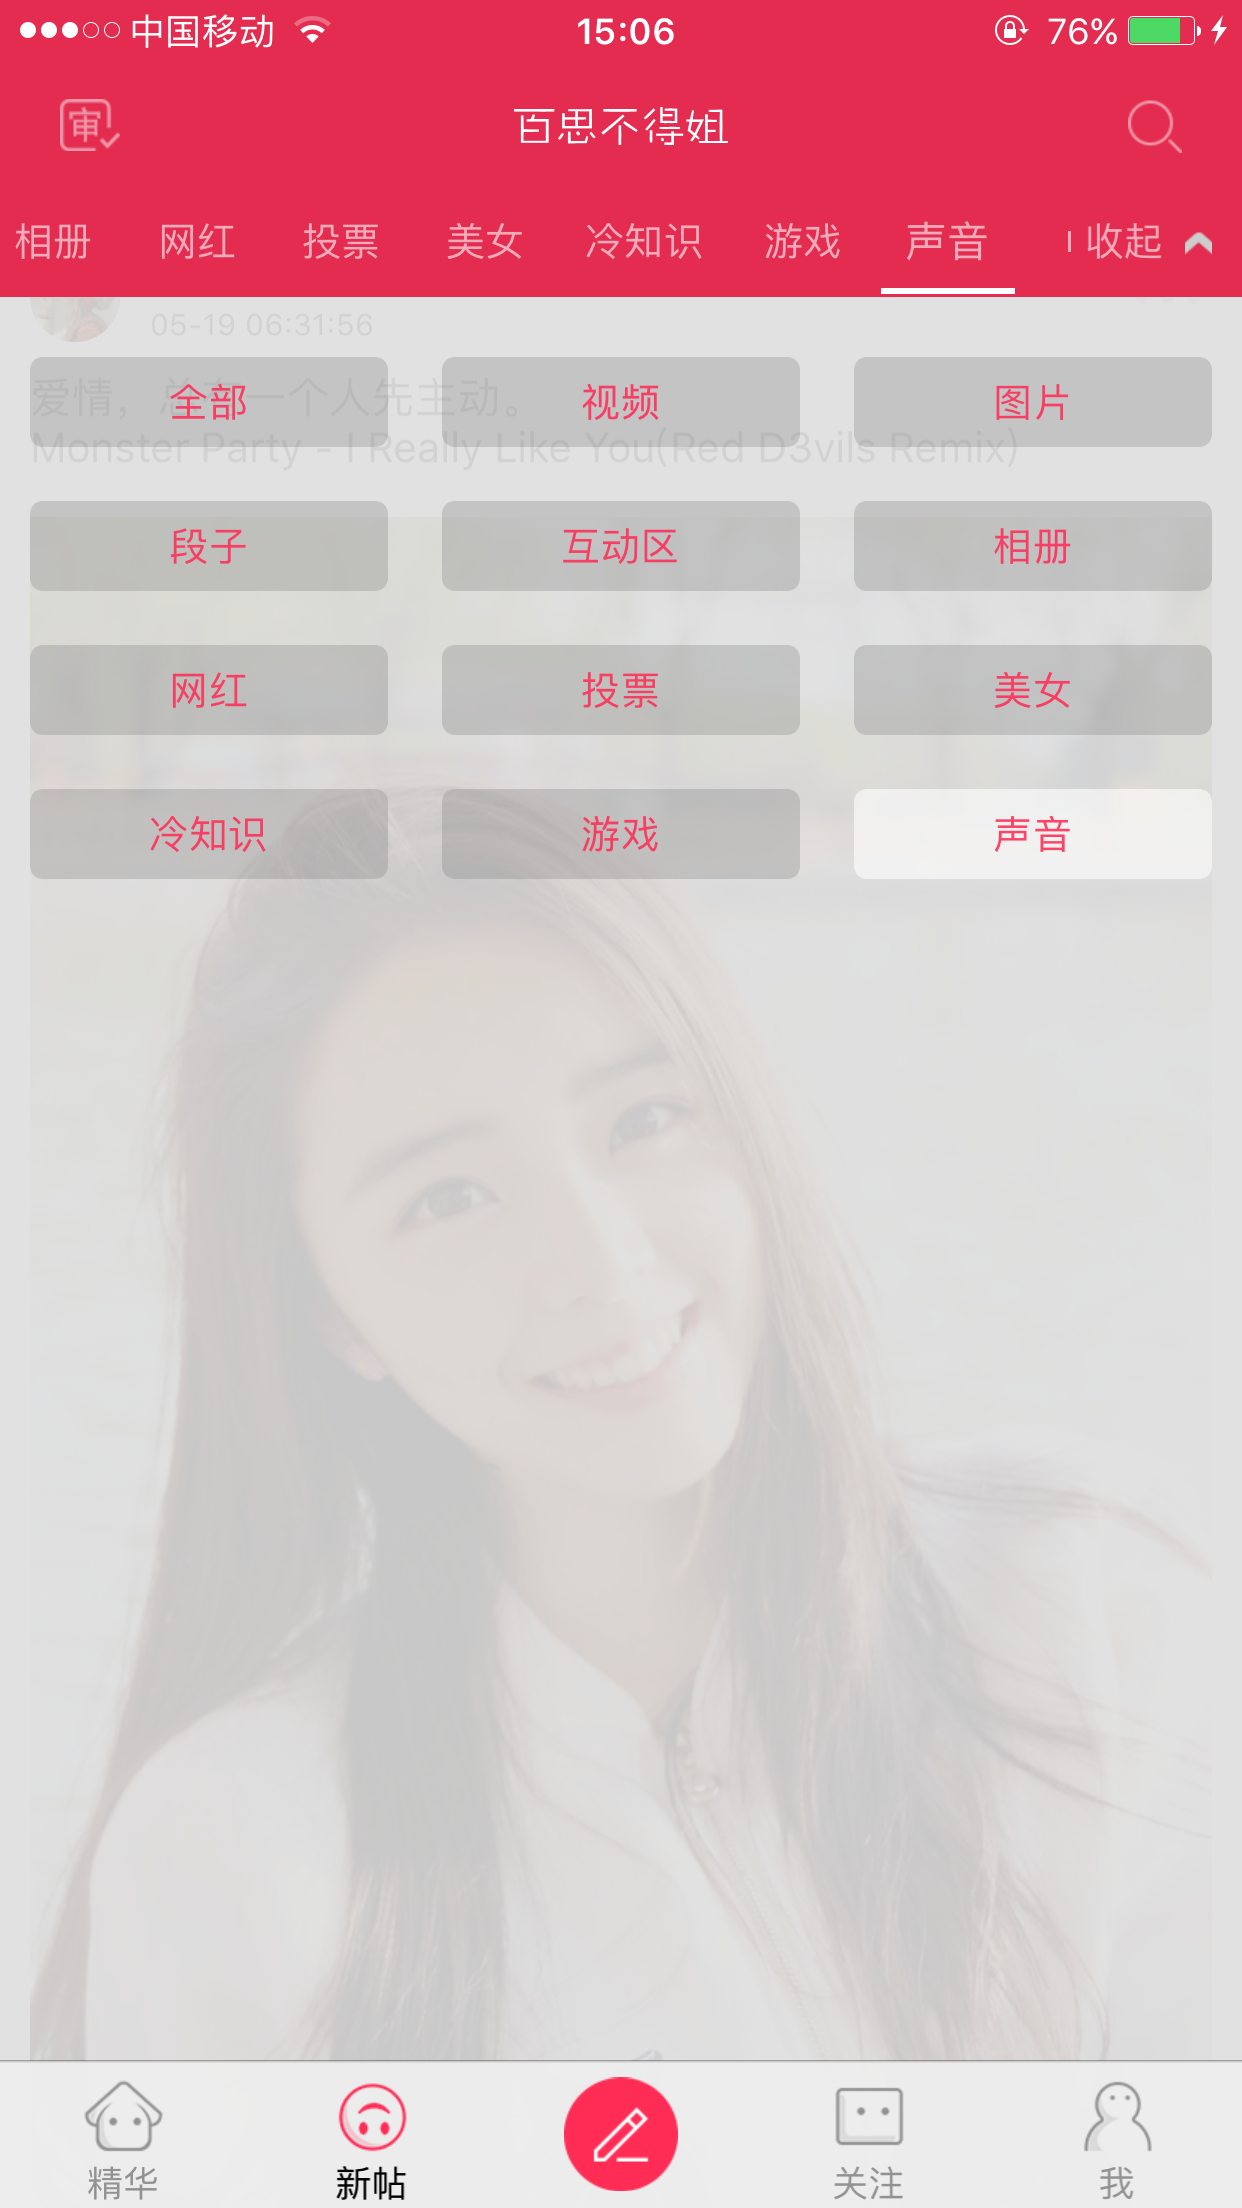 中国移动 15:06 76%
审 百思不得姐
相册 网红 投票 美女 冷知识 游戏 声音 收起
05-19 06:31:56
全部 视频 图片
爱情，总有一个人先主动。
Monster Party - I Really Like You(Red D3vils Remix)
段子 互动区 相册
网红 投票 美女
冷知识 游戏 声音
精华 新帖 关注 我